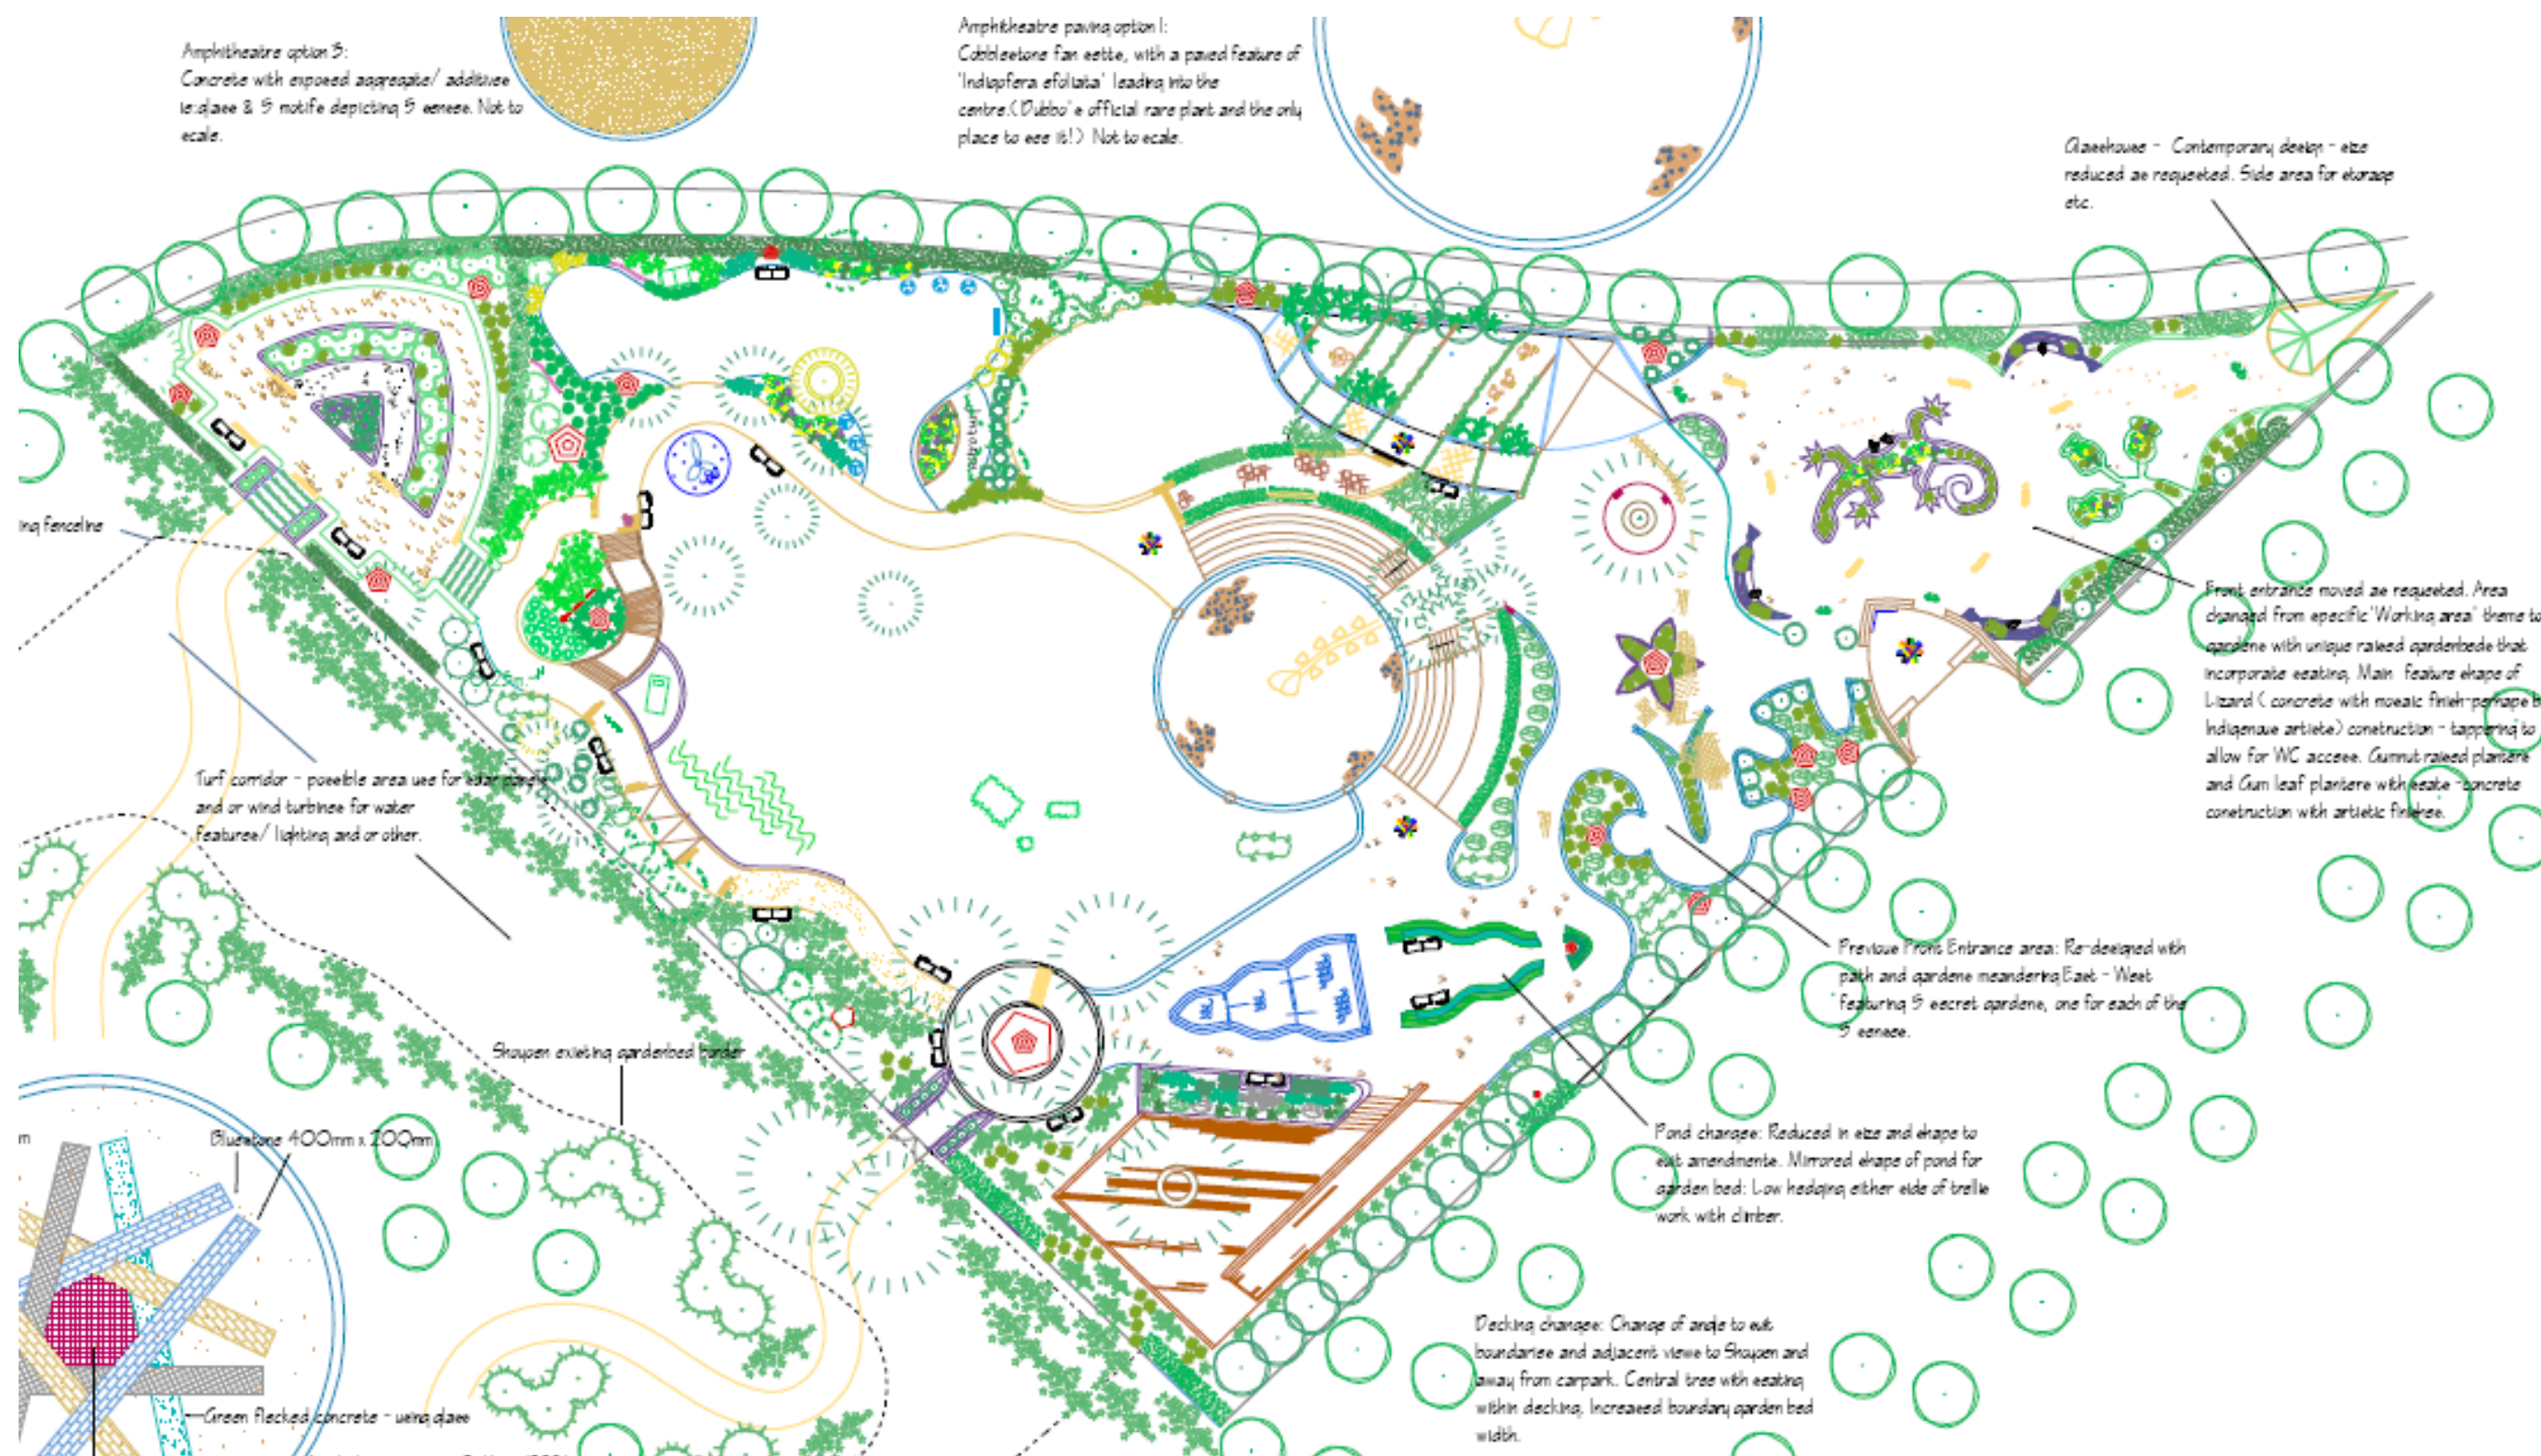 Amphitheatre option 3:
Concrete with exposed aggregate/ additives
ie:glass & 5 motifs depicting 5 senses. Not to
scale.
Amphitheatre paving option 1:
Cobblestone fan sette, with a paved feature of
'Indigofera efoliata' leading into the
centre.(Dubbo's official rare plant and the only
place to see it!) Not to scale.
Glasshouse - Contemporary design - size
reduced as requested. Side area for storage
etc.
ing fenceline
Front entrance moved as requested. Area
changed from specific 'Working area' theme to
gardens with unique raised gardenbeds that
incorporate seating. Main feature shape of
Lizard ( concrete with mosaic finish-perhaps b
Indigenous artists) construction - tappering to
allow for WC access. Gumnut raised planters
and Gum leaf planters with seats -concrete
construction with artistic finishes.
Turf corridor - possible area use for solar panels
and or wind turbines for water
features/ lighting and or other.
Previous Front Entrance area: Re-designed with
path and gardens meandering East - West
featuring 5 secret gardens, one for each of the
5 senses.
Shoyoen existing gardenbed border
Pond changes: Reduced in size and shape to
suit amendments. Mirrored shape of pond for
garden bed: Low hedging either side of trellis
work with climber.
m
Bluestone 400mm x 200mm
Decking changes: Change of angle to suit
boundaries and adjacent views to Shoyoen and
away from carpark. Central tree with seating
within decking. Increased boundary garden bed
width.
Green flecked concrete - using glass